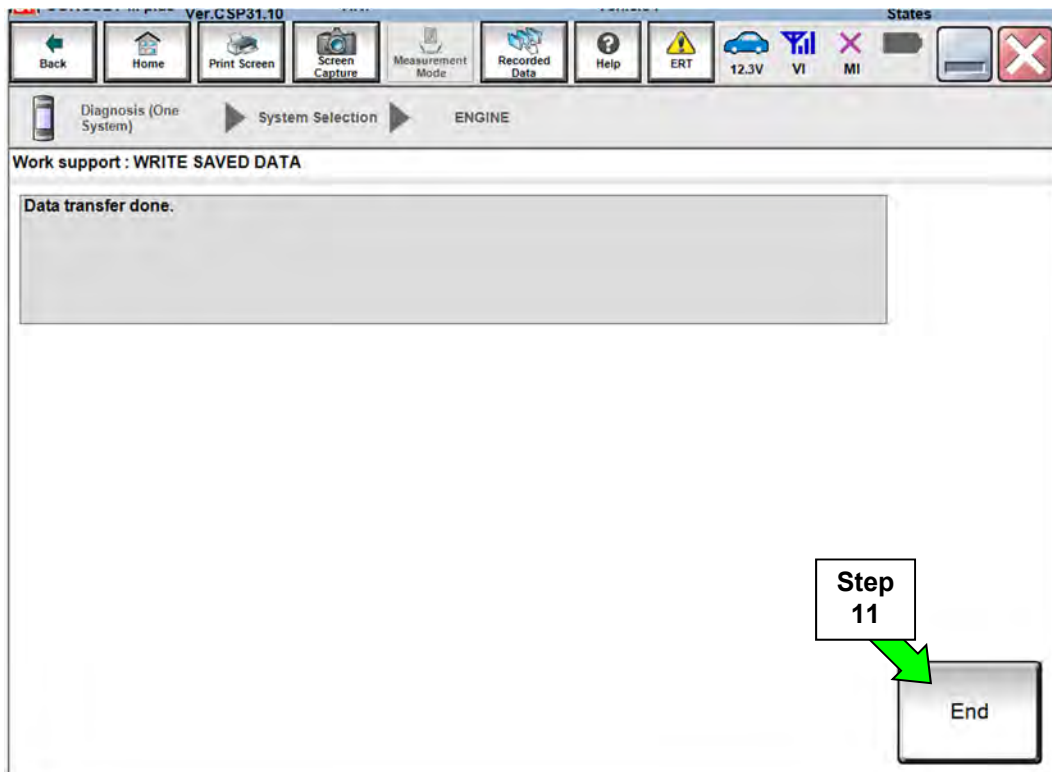 Ver.CSP31.10
States
Back
Home
Print Screen
Screen
Capture
Measurement
Mode
Recorded
Data
Help
ERT
12.3V
VI
MI
Diagnosis (One
System)
System Selection
ENGINE
Work support : WRITE SAVED DATA
Data transfer done.
Step
11
End